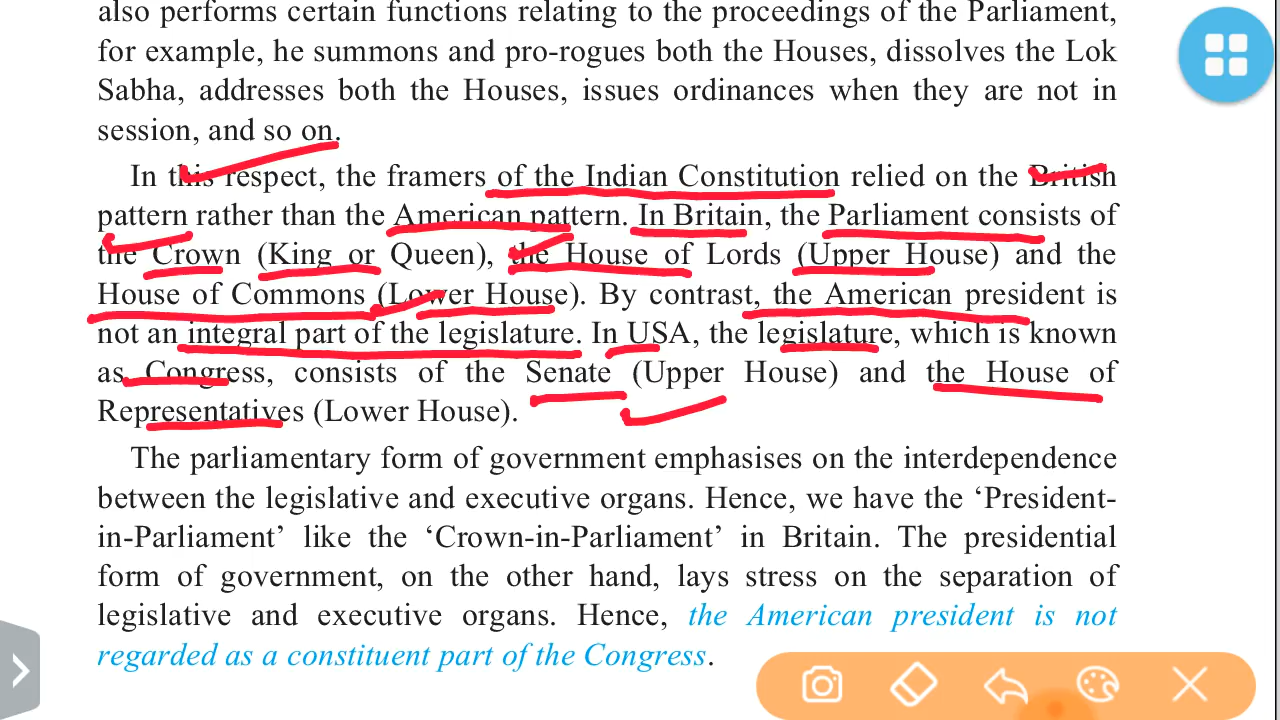 also performs certain functions relating to the proceedings of the Parliament,
for example, he summons and pro-rogues both the Houses, dissolves the Lok
Sabha, addresses both the Houses, issues ordinances when they are not in
session, and so on.
In this respect, the framers of the Indian Constitution relied on the British
pattern rather than the American pattern. In Britain, the Parliament consists of
the Crown (King or Queen), the House of Lords (Upper House) and the
House of Commons (Lower House). By contrast, the American president is
not an integral part of the legislature. In USA, the legislature, which is known
as Congress, consists of the Senate (Upper House) and the House of
Representatives (Lower House).
The parliamentary form of government emphasises on the interdependence
between the legislative and executive organs. Hence, we have the ‘President-
in-Parliament’ like the ‘Crown-in-Parliament’ in Britain. The presidential
form of government, on the other hand, lays stress on the separation of
legislative and executive organs. Hence, the American president is not
regarded as a constituent part of the Congress.